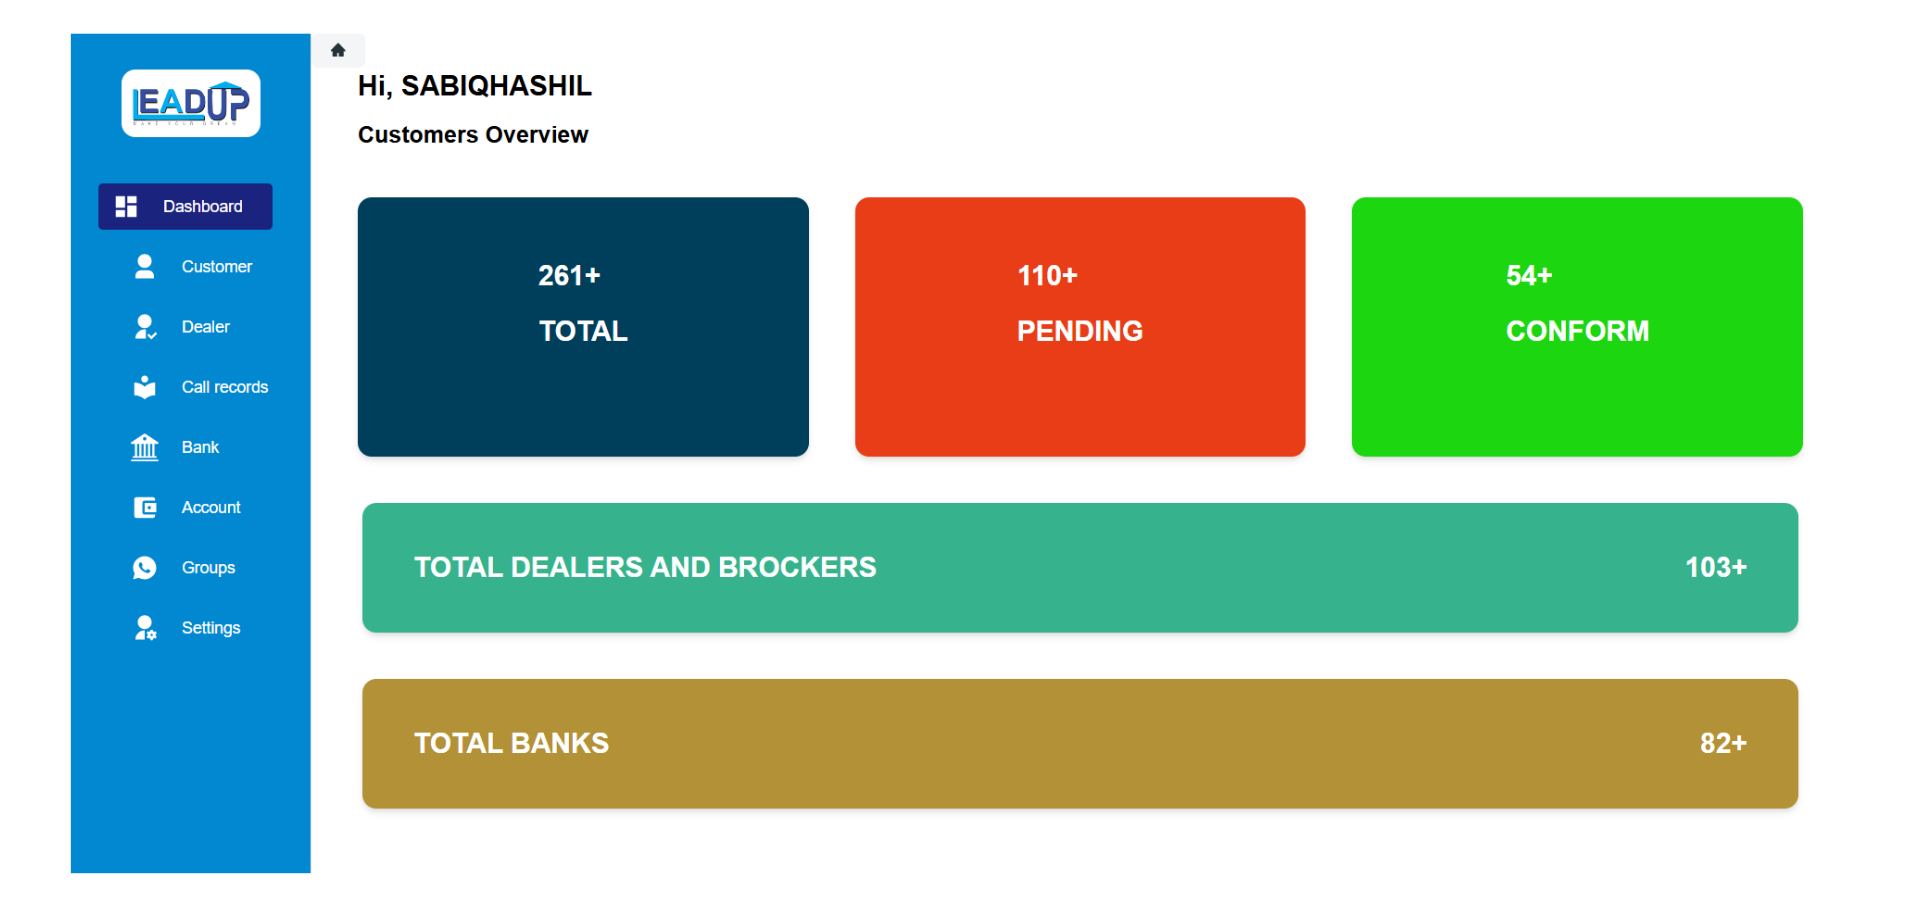 LEADUP
Dashboard
Customer
Dealer
Call records
Bank
Account
Groups
Settings
Hi, SABIQHASHIL
Customers Overview
261+
TOTAL
110+
PENDING
54+
CONFORM
TOTAL DEALERS AND BROCKERS
103+
TOTAL BANKS
82+